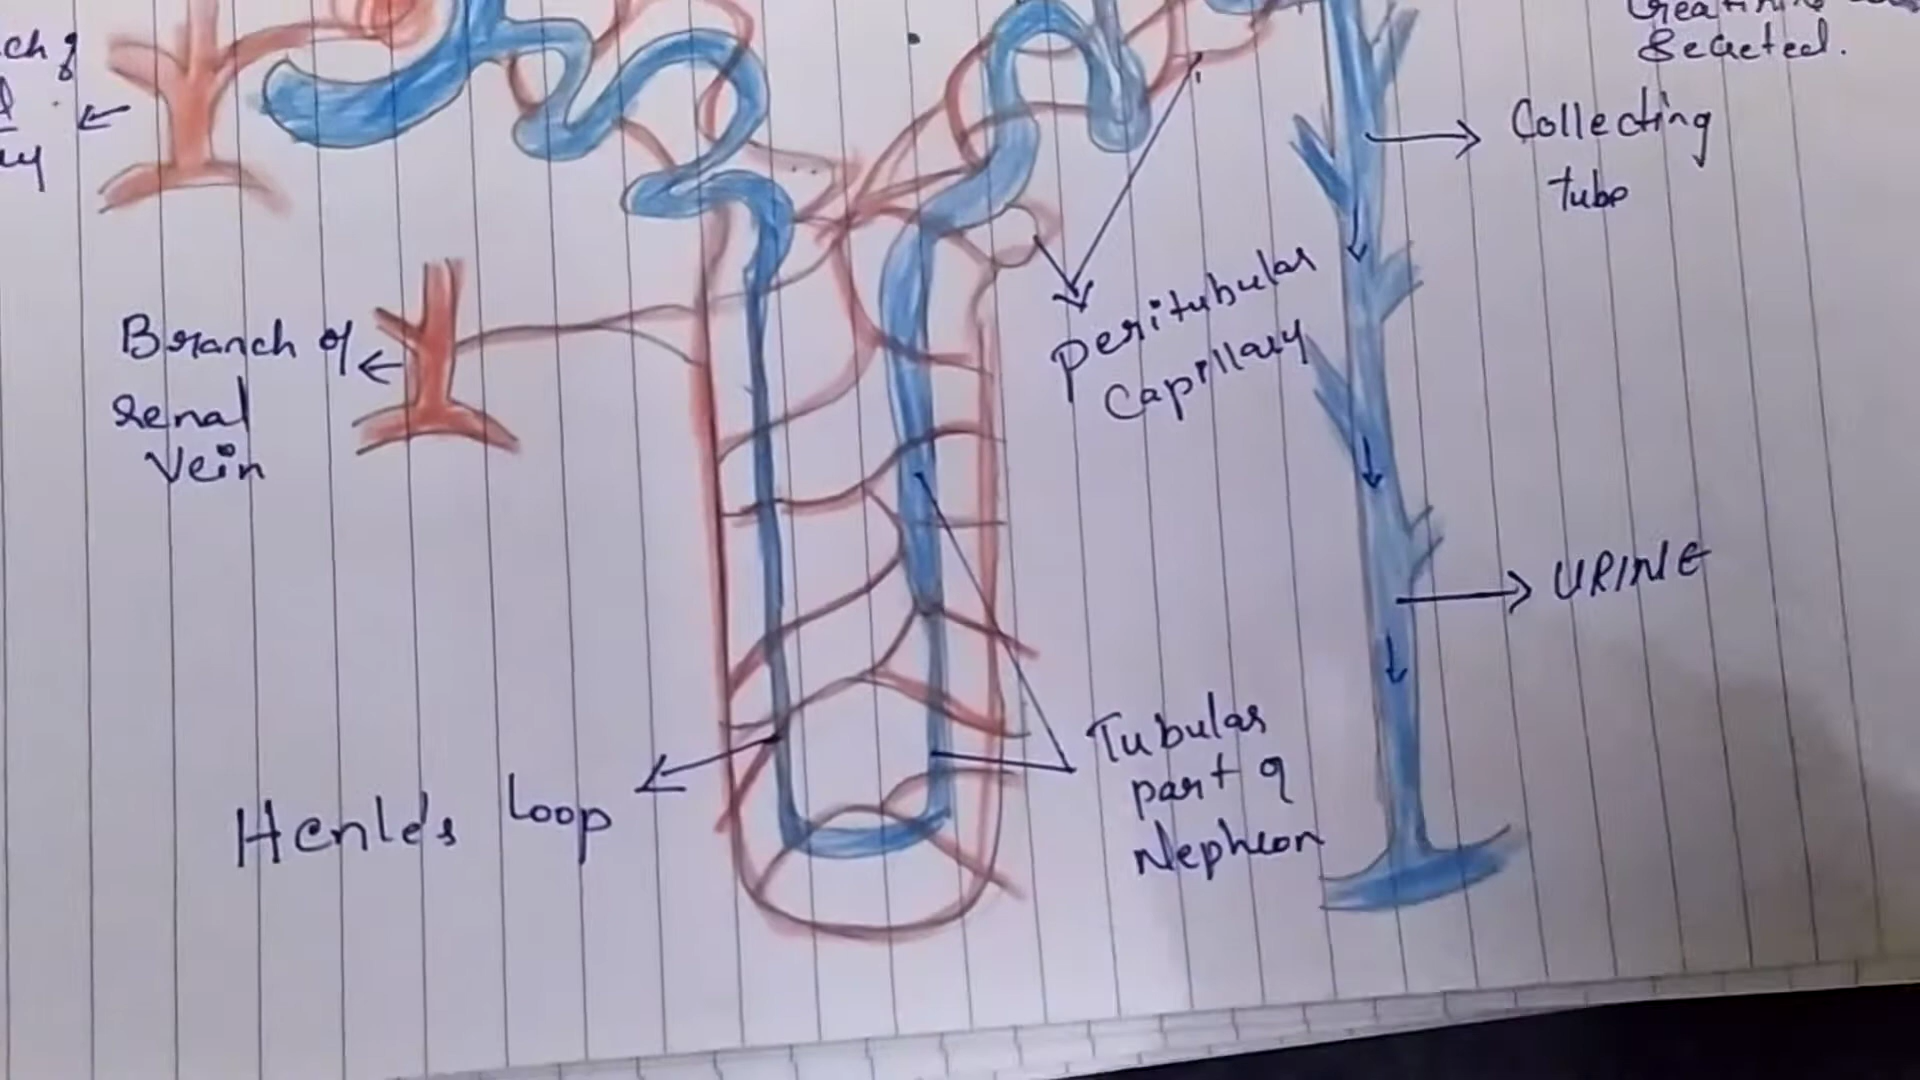 Secreted.
Collecting
tube
Branch of
renal
Vein
Peritubular
Capillary
URINE
Henle's Loop
Tubular
part of
Nephron